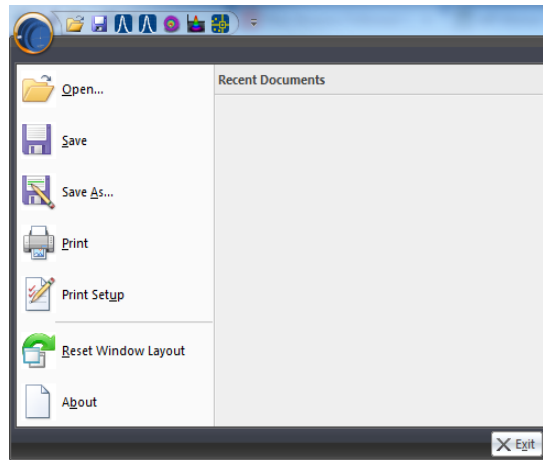 Recent Documents
Open...
Save
Save As...
Print
Print Setup
Reset Window Layout
About
Exit